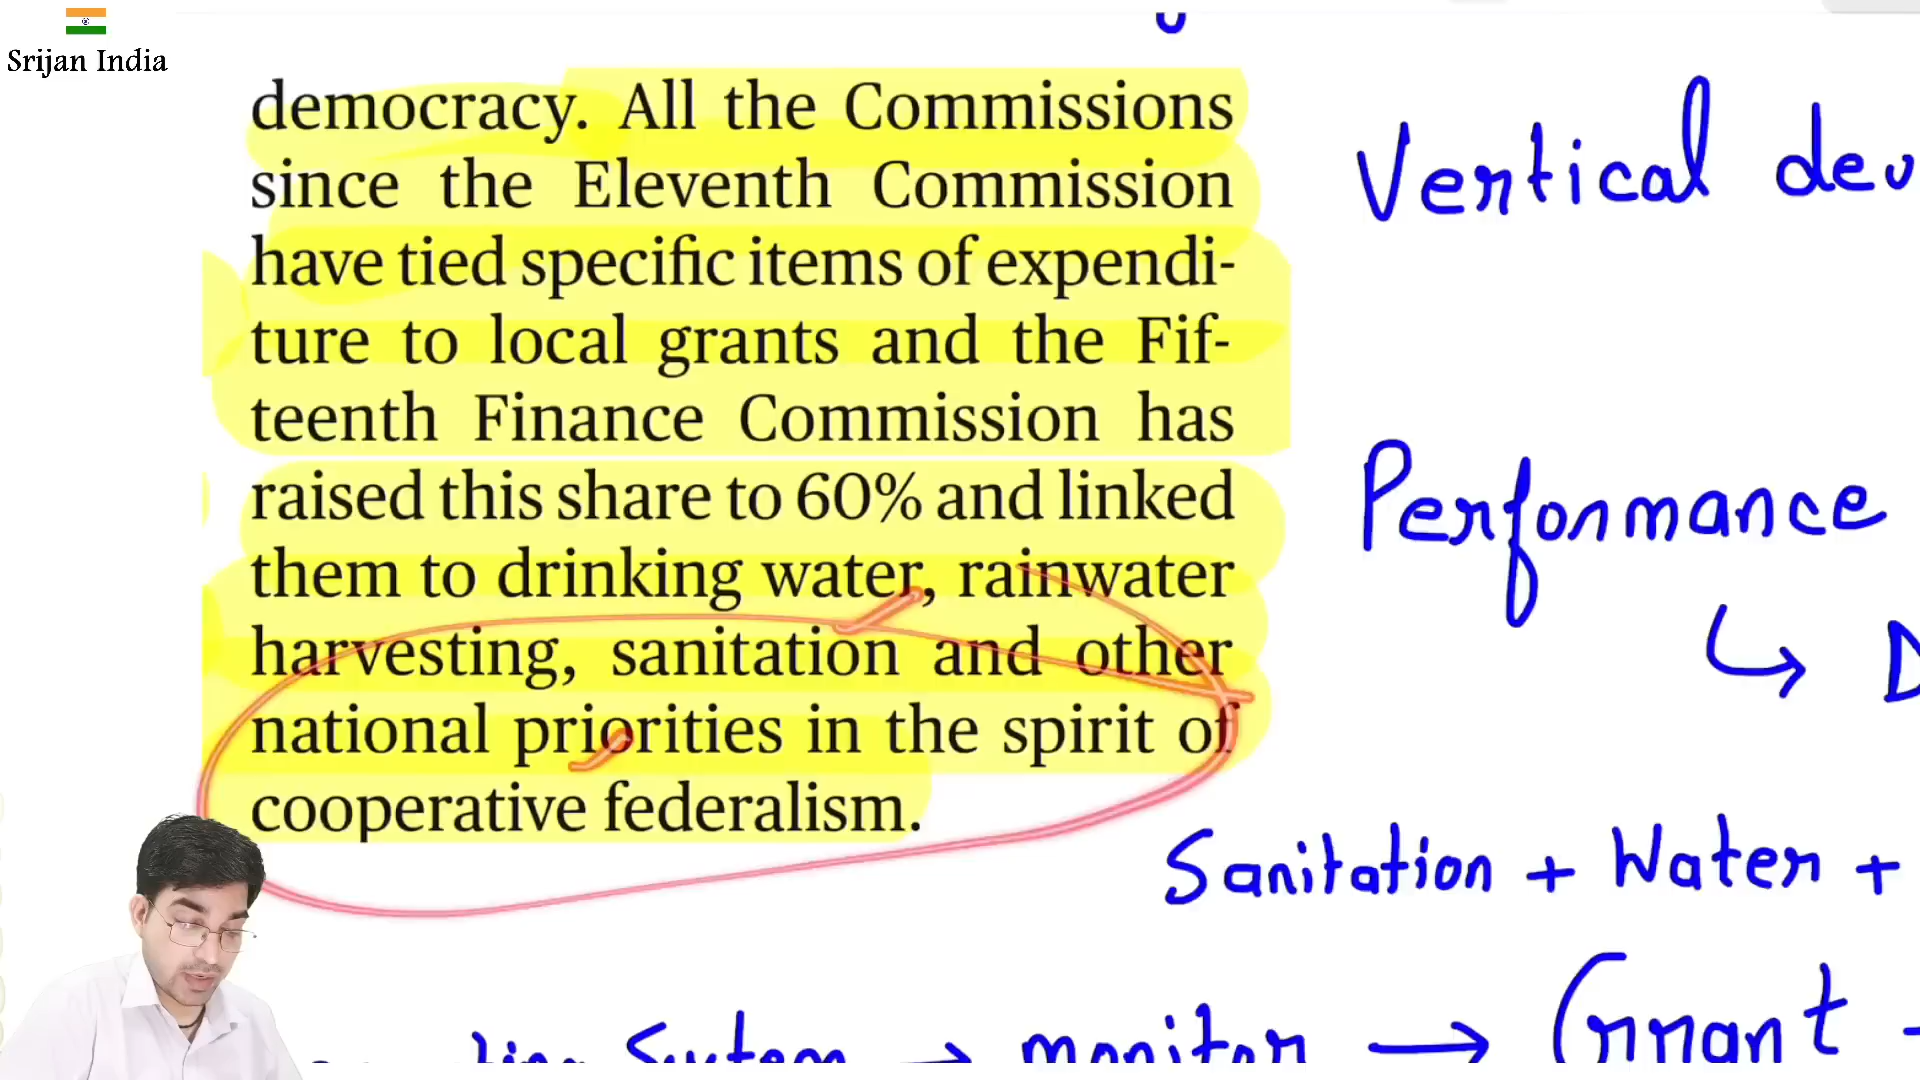 Srijan India
democracy. All the Commissions
since the Eleventh Commission
have tied specific items of expendi-
ture to local grants and the Fif-
teenth Finance Commission has
raised this share to 60% and linked
them to drinking water, rainwater
harvesting, sanitation and other
national priorities in the spirit of
cooperative federalism.
Vertical dev
Performance
↳ D
Sanitation + Water +
→ monitor → Grant